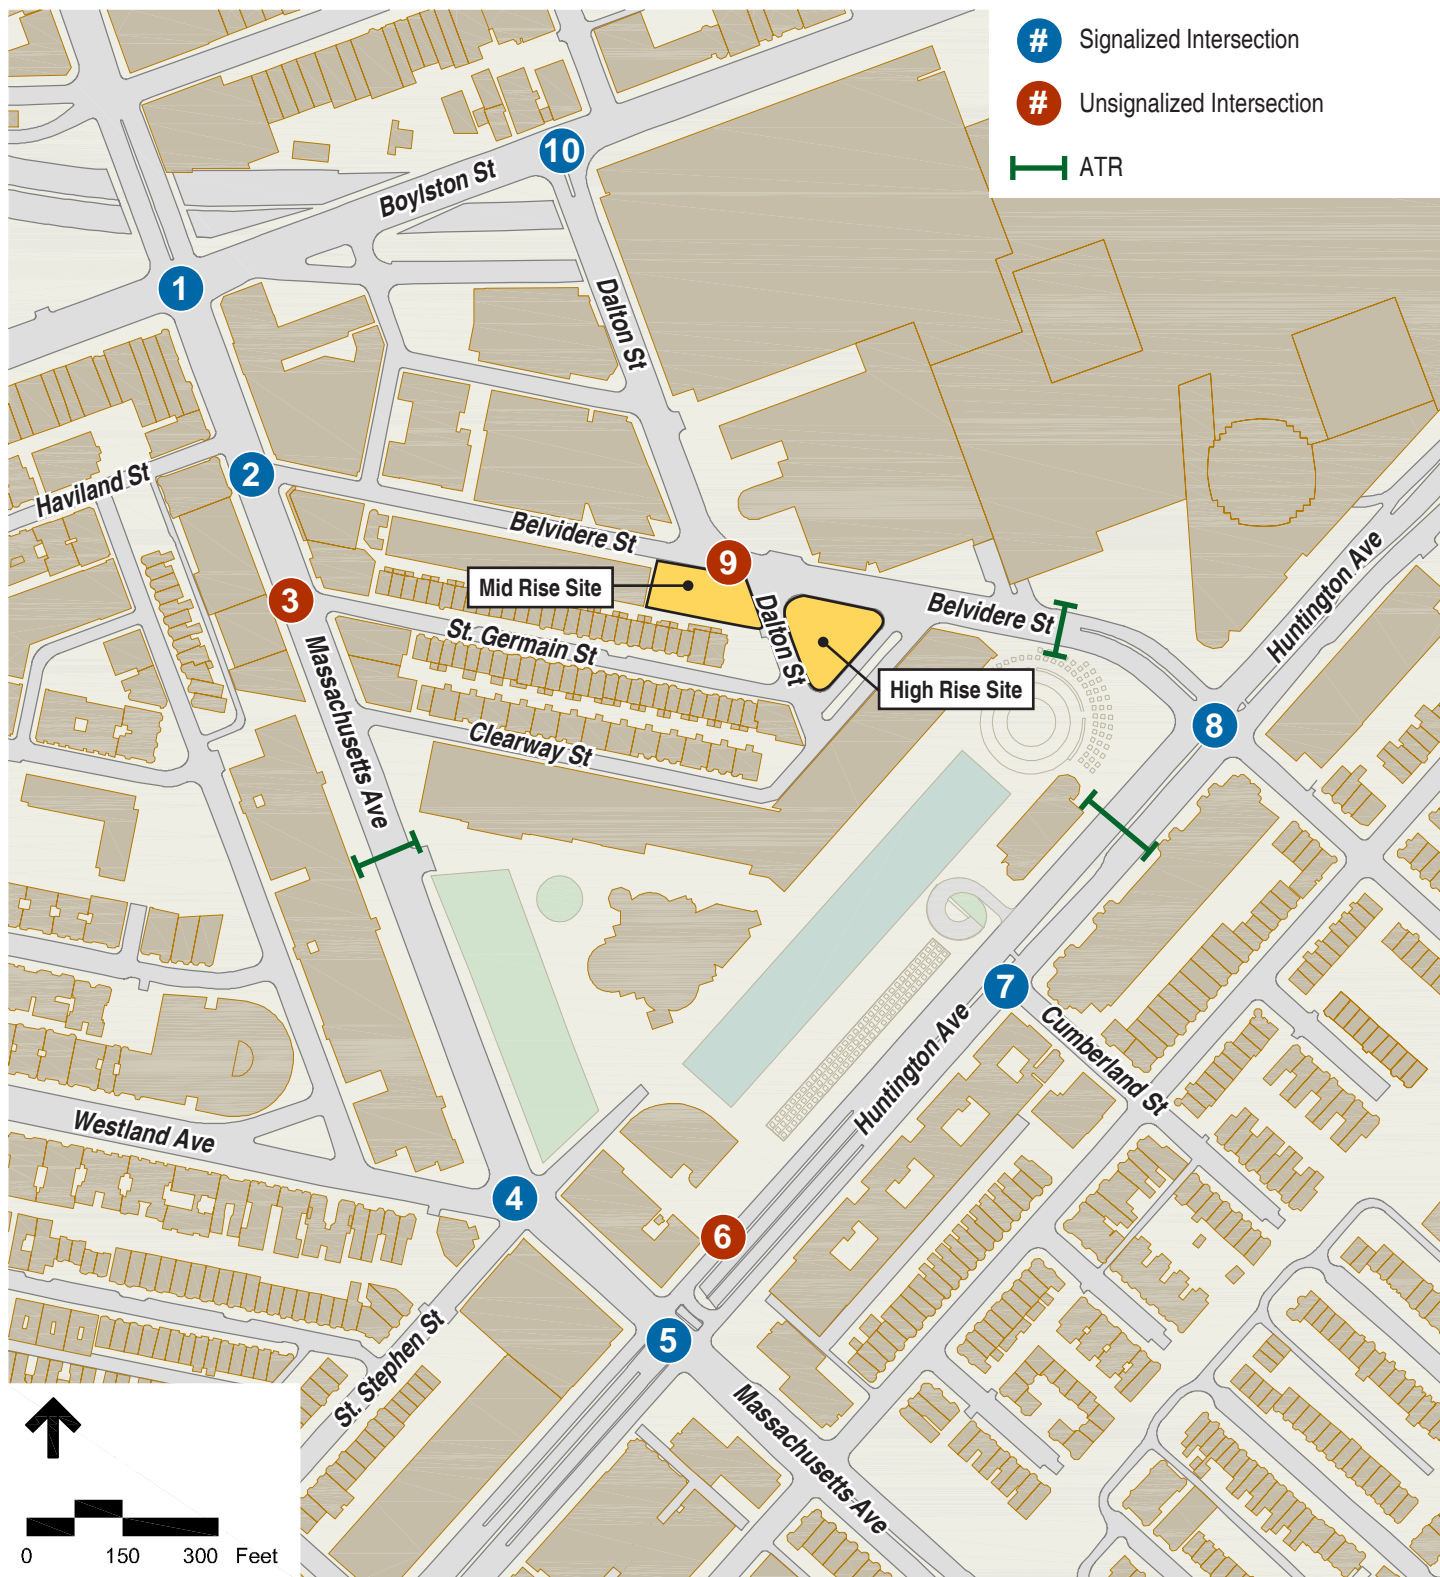 # Signalized Intersection
# Unsignalized Intersection
ATR
10
Boylston St
1
Dalton St
2
Haviland St
Belvidere St
9
Mid Rise Site
3
Dalton St
Belvidere St
St. Germain St
Huntington Ave
High Rise Site
Massachusetts Ave
Clearway St
8
7
Huntington Ave
Cumberland St
Westland Ave
4
6
5
St. Stephen St
Massachusetts Ave
0 150 300 Feet